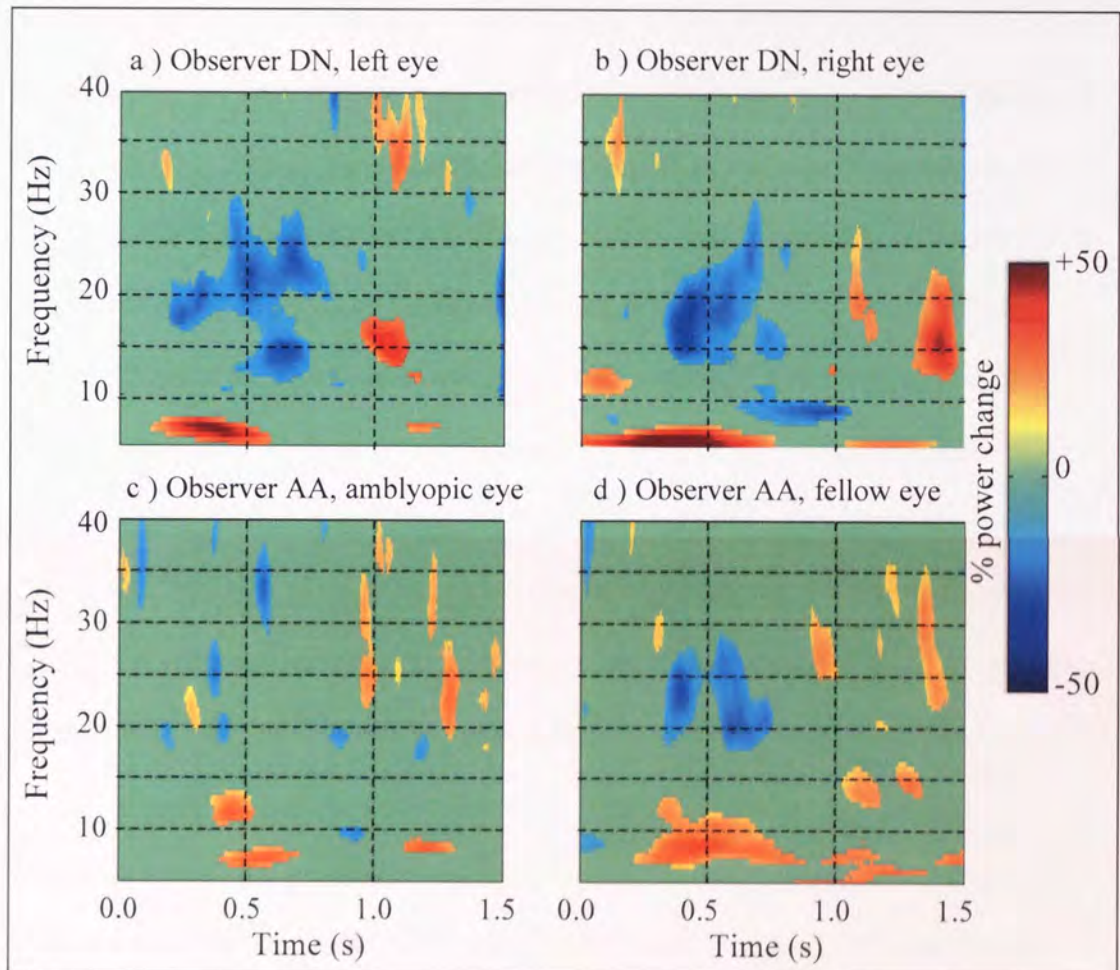 a ) Observer DN, left eye
b ) Observer DN, right eye
40
30
20
10
Frequency (Hz)
+50
0
-50
% power change
c ) Observer AA, amblyopic eye
d ) Observer AA, fellow eye
40
30
20
10
Frequency (Hz)
0.0 0.5 1.0 1.5
0.0 0.5 1.0 1.5
Time (s)
Time (s)